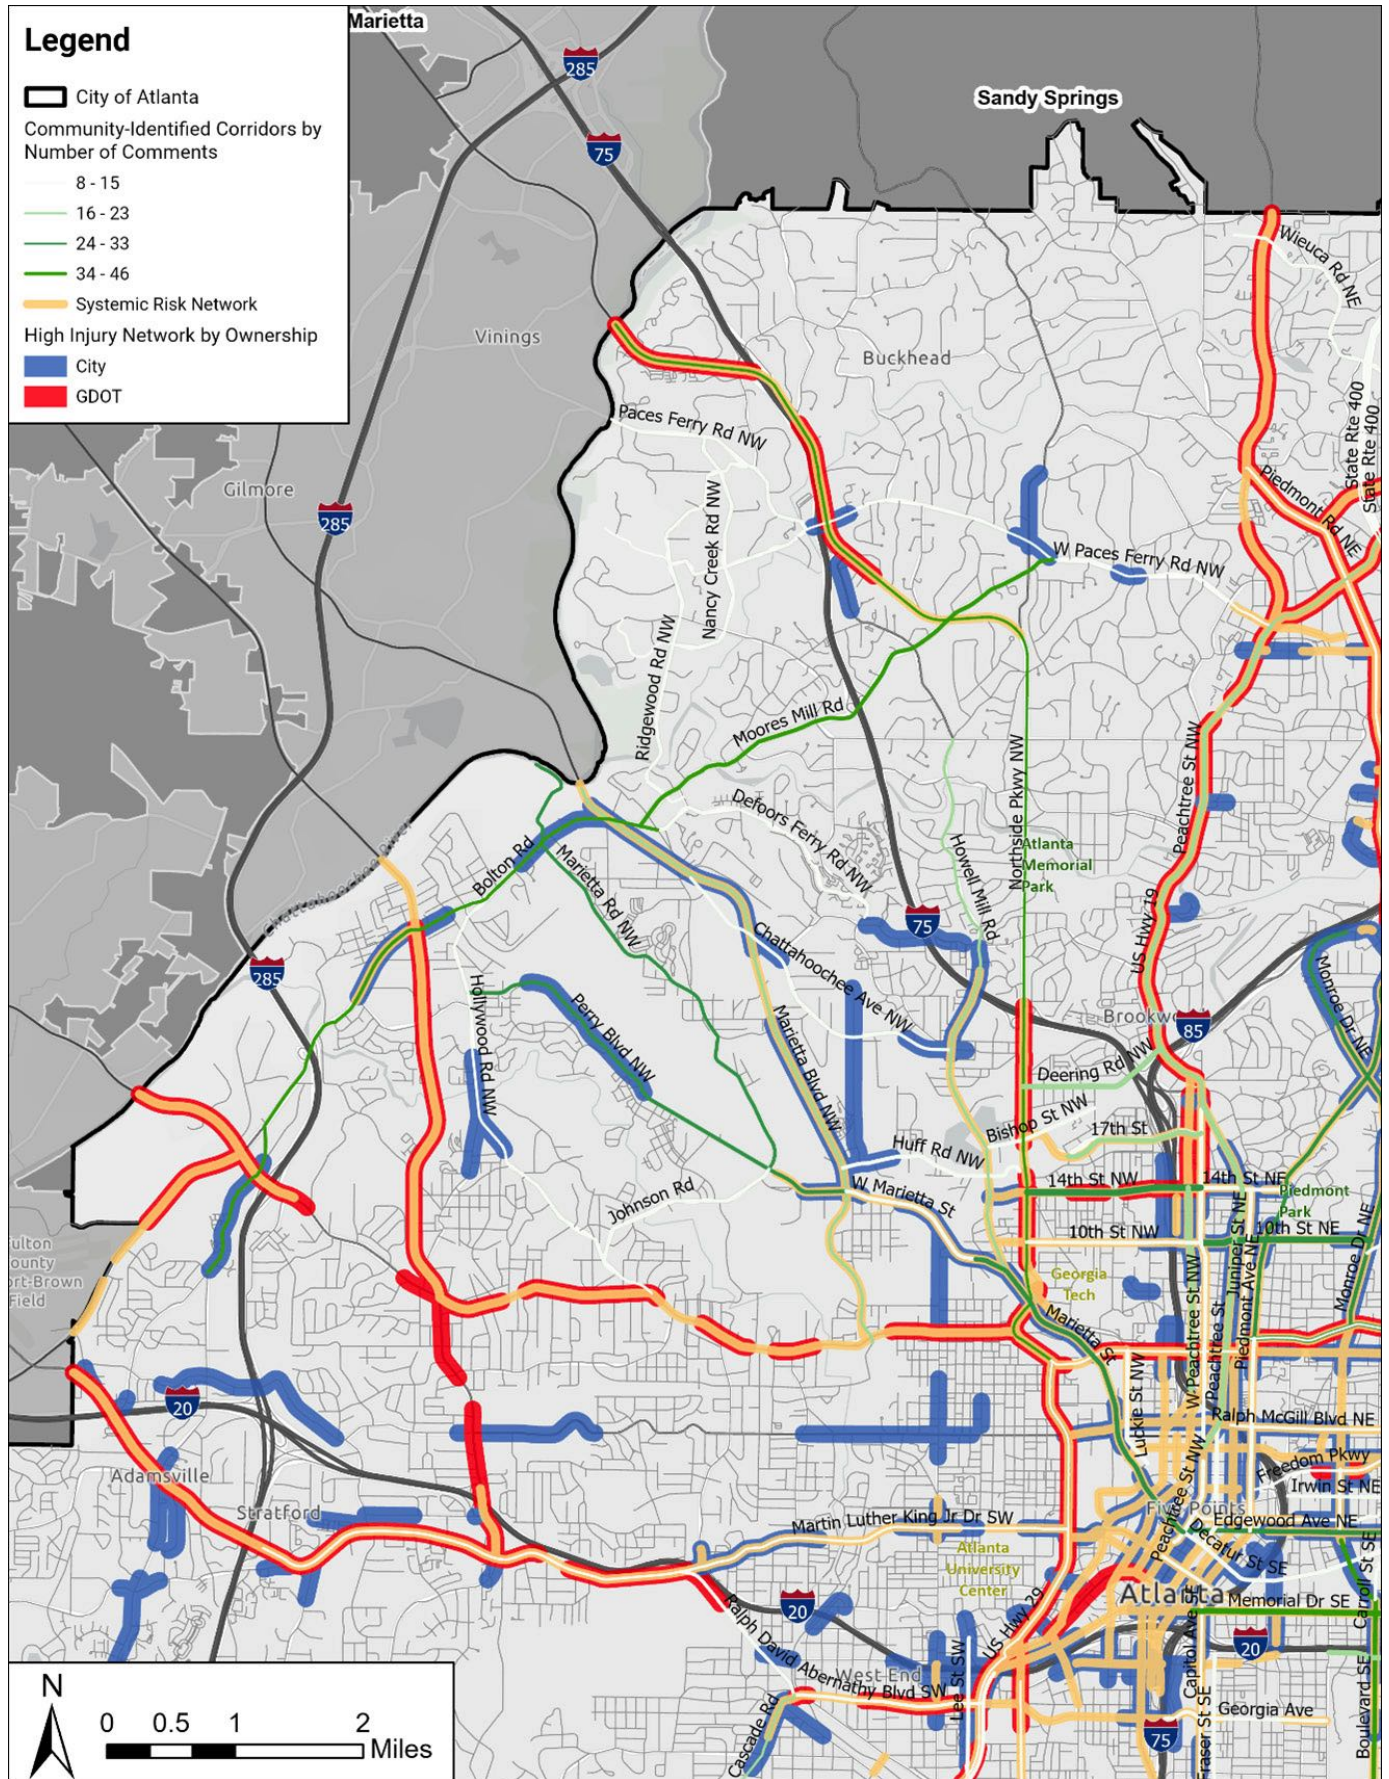 Legend
City of Atlanta
Community-Identified Corridors by
Number of Comments
8 - 15
16 - 23
24 - 33
34 - 46
Systemic Risk Network
High Injury Network by Ownership
City
GDOT
Marietta
285
75
Sandy Springs
Wieuca Rd NE
Vinings
Buckhead
State Rte 400
State Rte 400
Paces Ferry Rd NW
Piedmont Rd NE
Gilmore
285
Nancy Creek Rd NW
W Paces Ferry Rd NW
Ridgewood Rd NW
Moores Mill Rd
Northside Pkwy NW
Peachtree St NW
Defoors Ferry Rd NW
Howell Mill Rd
Atlanta
Memorial
Park
Bolton Rd
Marietta Rd NW
Chattahoochee River
75
US Hwy 19
Chattahoochee Ave NW
285
Monroe Dr NE
Hollywood Rd NW
Perry Blvd NW
Marietta Blvd NW
85
Deering Rd NW
Bishop St NW
17th St
Huff Rd NW
14th St NW
14th St NE
Johnson Rd
W Marietta St
Piedmont
Park
10th St NW
10th St NE
Juniper St NE
Piedmont Ave NE
Monroe Dr NE
Georgia
Tech
Marietta St
W Peachtree St NW
Peachtree St
Luckie St NW
20
Ralph McGill Blvd NE
Adamsville
Peachtree St NW
Freedom Pkwy
Irwin St NE
Stratford
Martin Luther King Jr Dr SW
Edgewood Ave NE
Decatur St SE
Atlanta
University
Center
Atlanta
Memorial Dr SE
Carroll St SE
Capitol Ave SE
20
US Hwy 29
20
Ralph David Abernathy Blvd SW
West End
Lee St SW
Cascade Rd
Georgia Ave
Boulevard SE
Fraser St SE
75
N
0 0.5 1 2
Miles